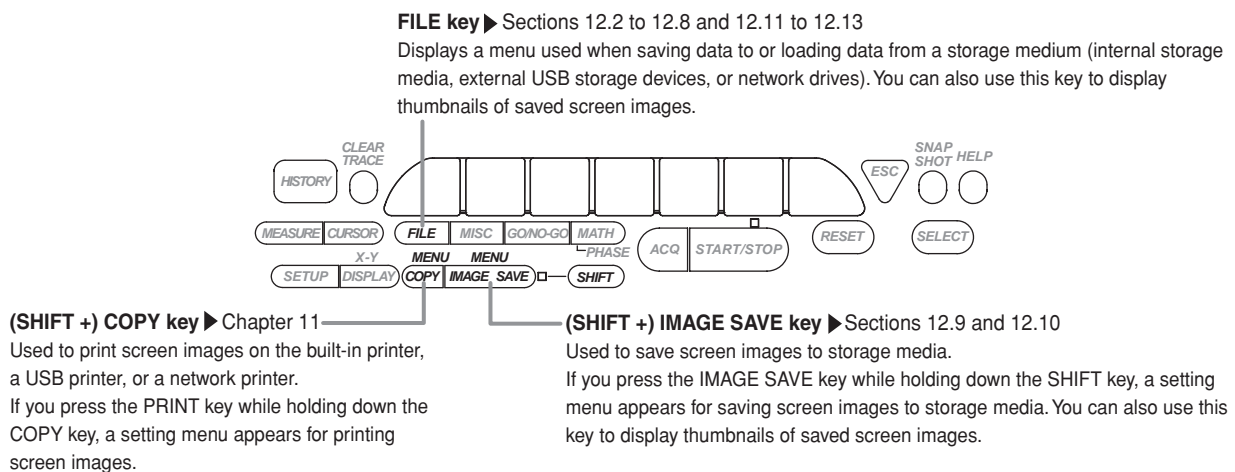 FILE key ▶ Sections 12.2 to 12.8 and 12.11 to 12.13
Displays a menu used when saving data to or loading data from a storage medium (internal storage
media, external USB storage devices, or network drives). You can also use this key to display
thumbnails of saved screen images.
CLEAR
TRACE
HISTORY
ESC
SNAP
SHOT
HELP
MEASURE
CURSOR
FILE
MISC
GO/NO-GO
MATH
PHASE
ACQ
START/STOP
RESET
SELECT
X-Y
MENU
MENU
SETUP
DISPLAY
COPY
IMAGE SAVE
SHIFT
(SHIFT +) COPY key ▶ Chapter 11
Used to print screen images on the built-in printer,
a USB printer, or a network printer.
If you press the PRINT key while holding down the
COPY key, a setting menu appears for printing
screen images.
(SHIFT +) IMAGE SAVE key ▶ Sections 12.9 and 12.10
Used to save screen images to storage media.
If you press the IMAGE SAVE key while holding down the SHIFT key, a setting
menu appears for saving screen images to storage media. You can also use this
key to display thumbnails of saved screen images.